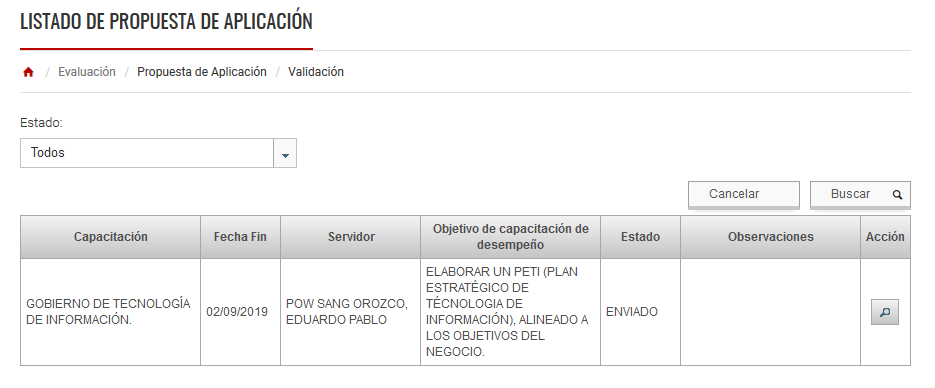 LISTADO DE PROPUESTA DE APLICACIÓN
/ Evaluación / Propuesta de Aplicación / Validación
Estado:
Todos
Cancelar Buscar
Capacitación Fecha Fin Servidor Objetivo de capacitación de desempeño Estado Observaciones Acción
GOBIERNO DE TECNOLOGÍA
DE INFORMACIÓN.
02/09/2019
POW SANG OROZCO,
EDUARDO PABLO
ELABORAR UN PETI (PLAN
ESTRATÉGICO DE
TÉCNOLOGIA DE
INFORMACIÓN), ALINEADO A
LOS OBJETIVOS DEL
NEGOCIO.
ENVIADO